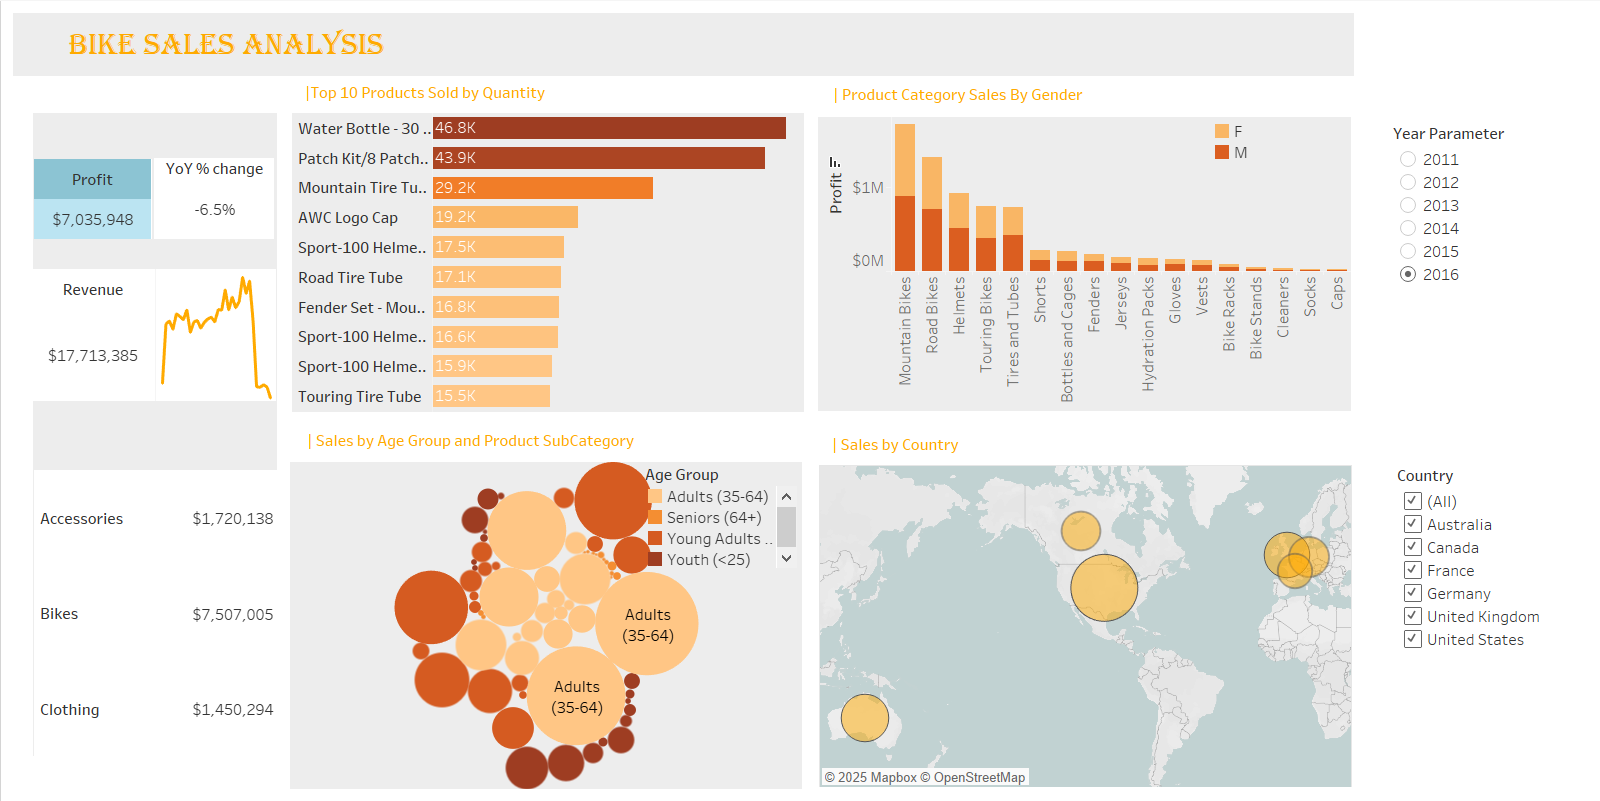 BIKE SALES ANALYSIS
|Top 10 Products Sold by Quantity
| Product Category Sales By Gender
Profit
$7,035,948
YoY % change
-6.5%
Revenue
$17,713,385
Accessories $1,720,138
Bikes $7,507,005
Clothing $1,450,294
Water Bottle - 30 .. 46.8K
Patch Kit/8 Patch.. 43.9K
Mountain Tire Tu.. 29.2K
AWC Logo Cap 19.2K
Sport-100 Helme.. 17.5K
Road Tire Tube 17.1K
Fender Set - Mou.. 16.8K
Sport-100 Helme.. 16.6K
Sport-100 Helme.. 15.9K
Touring Tire Tube 15.5K
F
M
Profit
$1M
$0M
Mountain Bikes
Road Bikes
Helmets
Touring Bikes
Tires and Tubes
Shorts
Bottles and Cages
Fenders
Jerseys
Hydration Packs
Gloves
Vests
Bike Racks
Bike Stands
Cleaners
Socks
Caps
Year Parameter
2011
2012
2013
2014
2015
2016
| Sales by Age Group and Product SubCategory
Age Group
Adults (35-64)
Seniors (64+)
Young Adults ..
Youth (<25)
Adults
(35-64)
Adults
(35-64)
| Sales by Country
© 2025 Mapbox © OpenStreetMap
Country
(All)
Australia
Canada
France
Germany
United Kingdom
United States